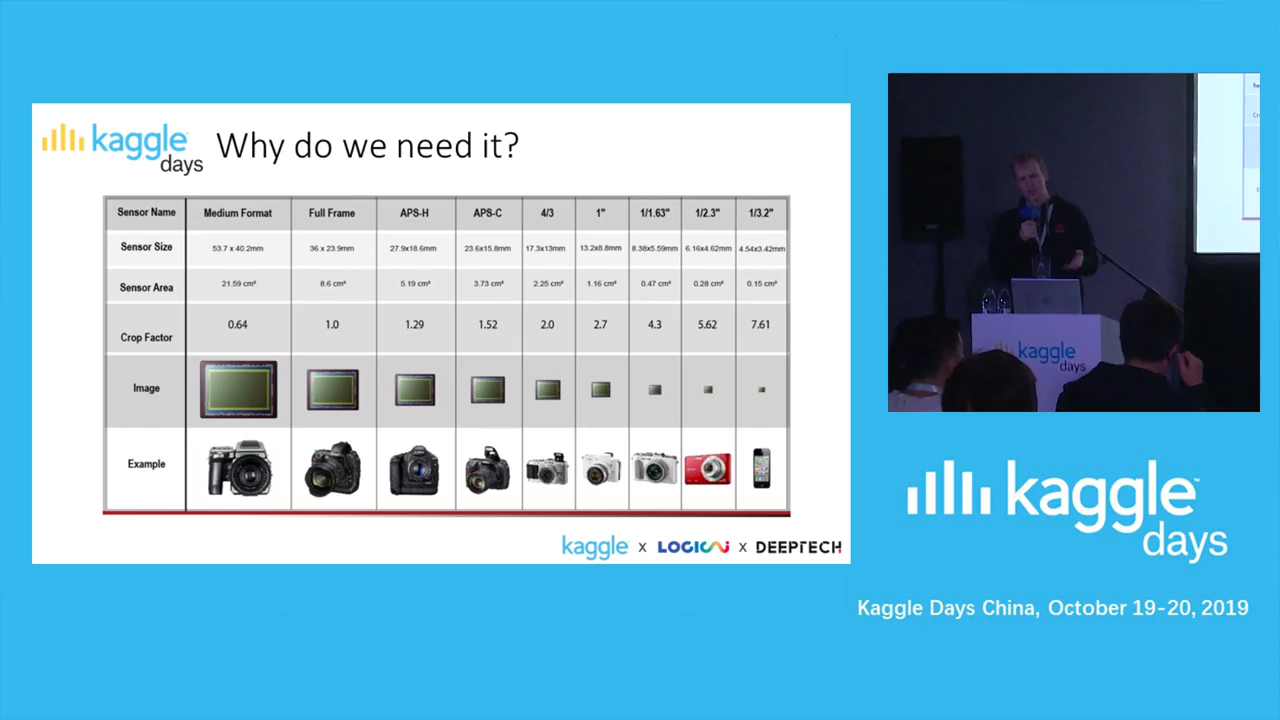 kaggle
days
Why do we need it?
Sensor Name Medium Format Full Frame APS-H APS-C 4/3 1" 1/1.63" 1/2.3" 1/3.2"
Sensor Size 53.7 x 40.2mm 36 x 23.9mm 27.9x18.6mm 23.6x15.8mm 17.3x13mm 13.2x8.8mm 8.38x5.59mm 6.16x4.62mm 4.54x3.42mm
Sensor Area 21.59 cm² 8.6 cm² 5.19 cm² 3.73 cm² 2.25 cm² 1.16 cm² 0.47 cm² 0.28 cm² 0.15 cm²
Crop Factor 0.64 1.0 1.29 1.52 2.0 2.7 4.3 5.62 7.61
Image
Example
kaggle x LOGICAI x DEEPTECH
kaggle
days
kaggle
days
Kaggle Days China, October 19-20, 2019